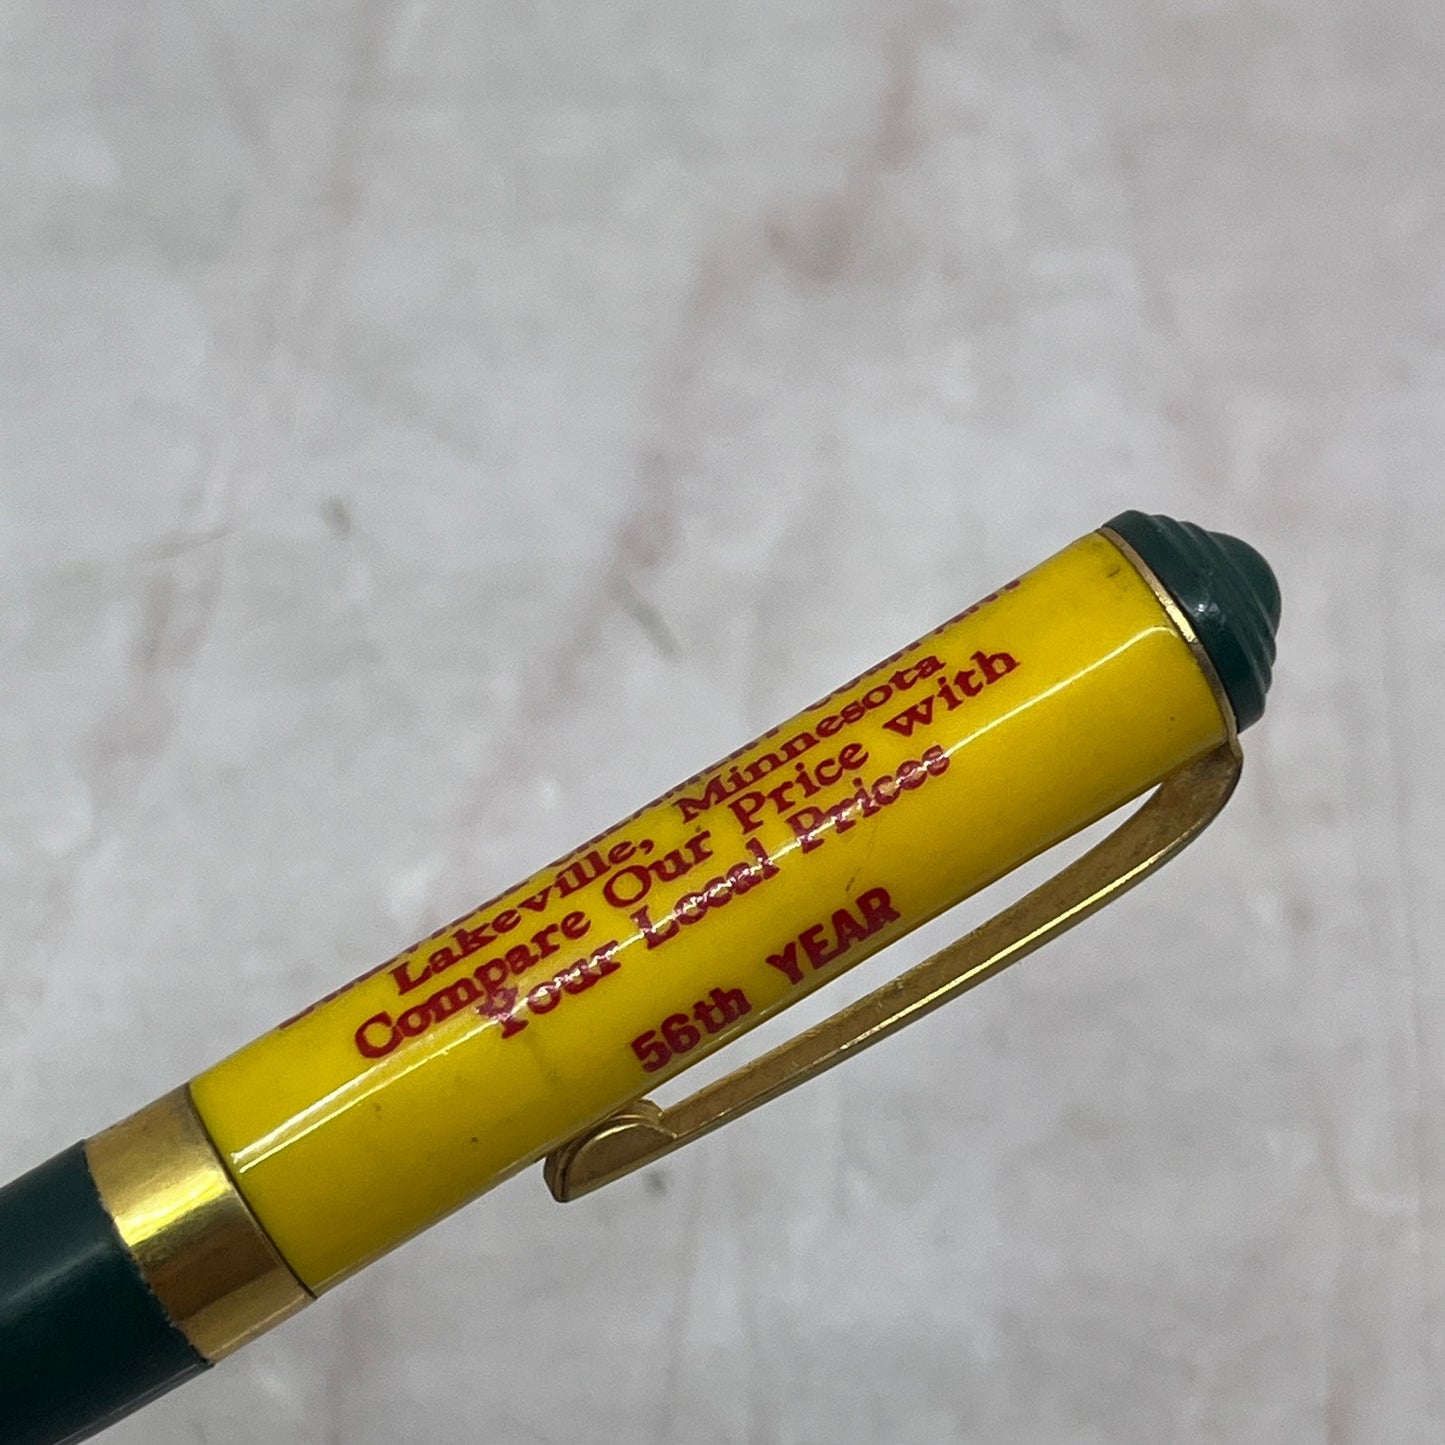 Lakeville, Minnesota
Compare Our Price with
Your Local Prices
56th YEAR